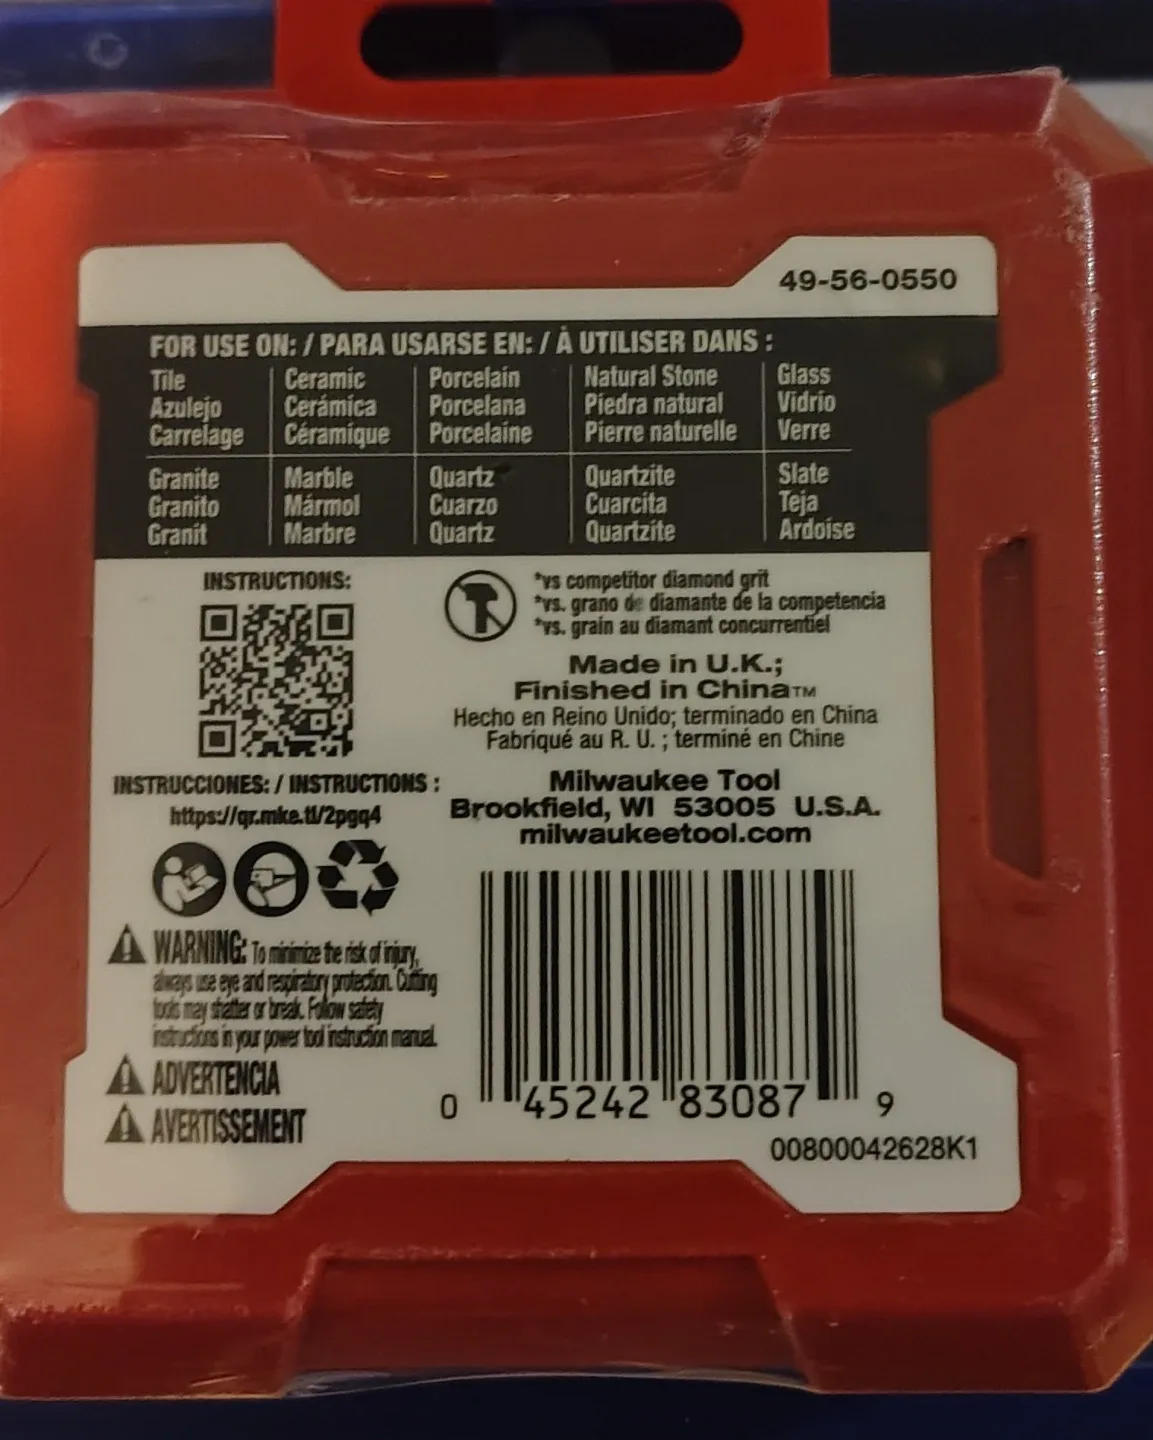 49-56-0550
FOR USE ON: / PARA USARSE EN: / À UTILISER DANS :
Tile Ceramic Porcelain Natural Stone Glass
Azulejo Cerámica Porcelana Piedra natural Vidrio
Carrelage Céramique Porcelaine Pierre naturelle Verre
Granite Marble Quartz Quartzite Slate
Granito Mármol Cuarzo Cuarcita Teja
Granit Marbre Quartz Quartzite Ardoise
INSTRUCTIONS:
INSTRUCCIONES: / INSTRUCTIONS :
https://qr.mke.tl/2pgq4
WARNING: To minimize the risk of injury,
always use eye and respiratory protection. Cutting
tools may shatter or break. Follow safety
instructions in your power tool instruction manual.
ADVERTENCIA
AVERTISSEMENT
*vs competitor diamond grit
*vs. grano de diamante de la competencia
*vs. grain au diamant concurrentiel
Made in U.K.;
Finished in China™
Hecho en Reino Unido; terminado en China
Fabriqué au R. U. ; terminé en Chine
Milwaukee Tool
Brookfield, WI 53005 U.S.A.
milwaukeetool.com
0 45242 83087 9
00800042628K1